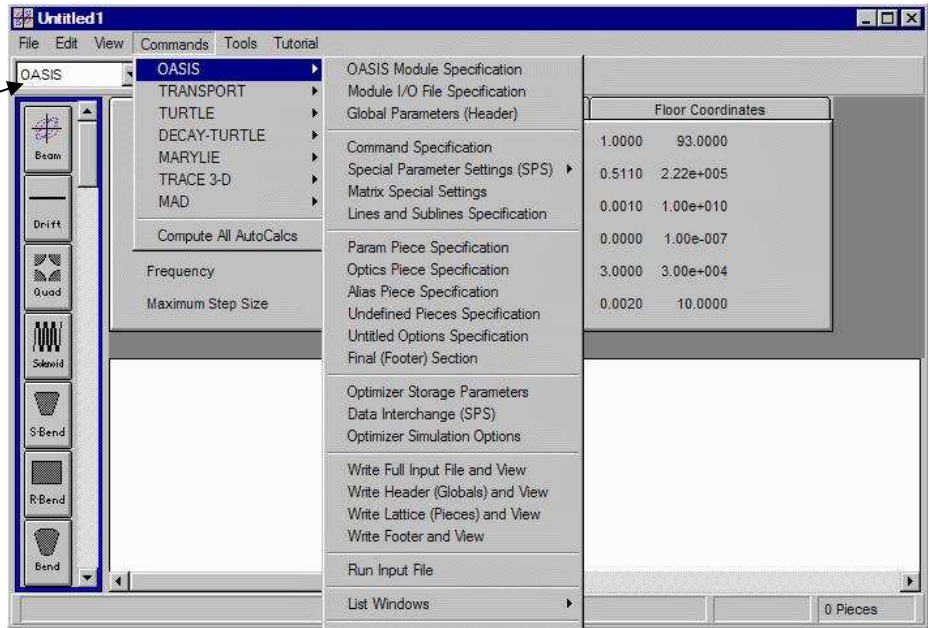 Untitled1
File Edit View Commands Tools Tutorial
OASIS
Beam
Drift
Quad
Solenoid
S-Bend
R-Bend
Bend
OASIS
TRANSPORT
TURTLE
DECAY-TURTLE
MARYLIE
TRACE 3-D
MAD
Compute All AutoCalcs
Frequency
Maximum Step Size
OASIS Module Specification
Module I/O File Specification
Global Parameters (Header)
Command Specification
Special Parameter Settings (SPS)
Matrix Special Settings
Lines and Sublines Specification
Param Piece Specification
Optics Piece Specification
Alias Piece Specification
Undefined Pieces Specification
Untitled Options Specification
Final (Footer) Section
Optimizer Storage Parameters
Data Interchange (SPS)
Optimizer Simulation Options
Write Full Input File and View
Write Header (Globals) and View
Write Lattice (Pieces) and View
Write Footer and View
Run Input File
List Windows
Floor Coordinates
1.0000 93.0000
0.5110 2.22e+005
0.0010 1.00e+010
0.0000 1.00e-007
3.0000 3.00e+004
0.0020 10.0000
0 Pieces